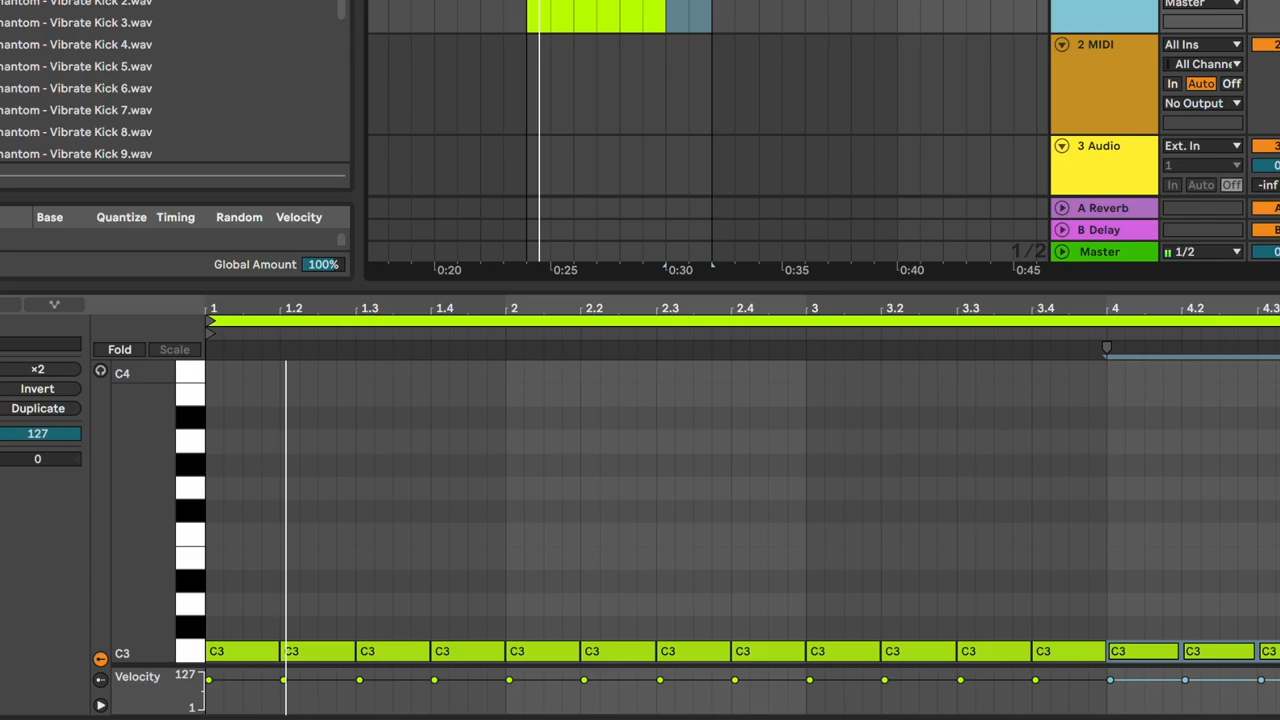 hantom - Vibrate Kick 2.wav
hantom - Vibrate Kick 3.wav
hantom - Vibrate Kick 4.wav
hantom - Vibrate Kick 5.wav
hantom - Vibrate Kick 6.wav
hantom - Vibrate Kick 7.wav
hantom - Vibrate Kick 8.wav
hantom - Vibrate Kick 9.wav
Master
2 MIDI All Ins 2
All Channe
In Auto Off
No Output
3 Audio Ext. In 3
1 0
In Auto Off -inf
A Reverb A
B Delay B
1/2 Master 1/2 0
0:20 0:25 0:30 0:35 0:40 0:45
Base Quantize Timing Random Velocity
Global Amount 100%
1 1.2 1.3 1.4 2 2.2 2.3 2.4 3 3.2 3.3 3.4 4 4.2 4.3
Fold Scale
×2
Invert
Duplicate
127
0
C4
C3 C3 C3 C3 C3 C3 C3 C3 C3 C3 C3 C3 C3 C3 C3 C3
Velocity 127
1